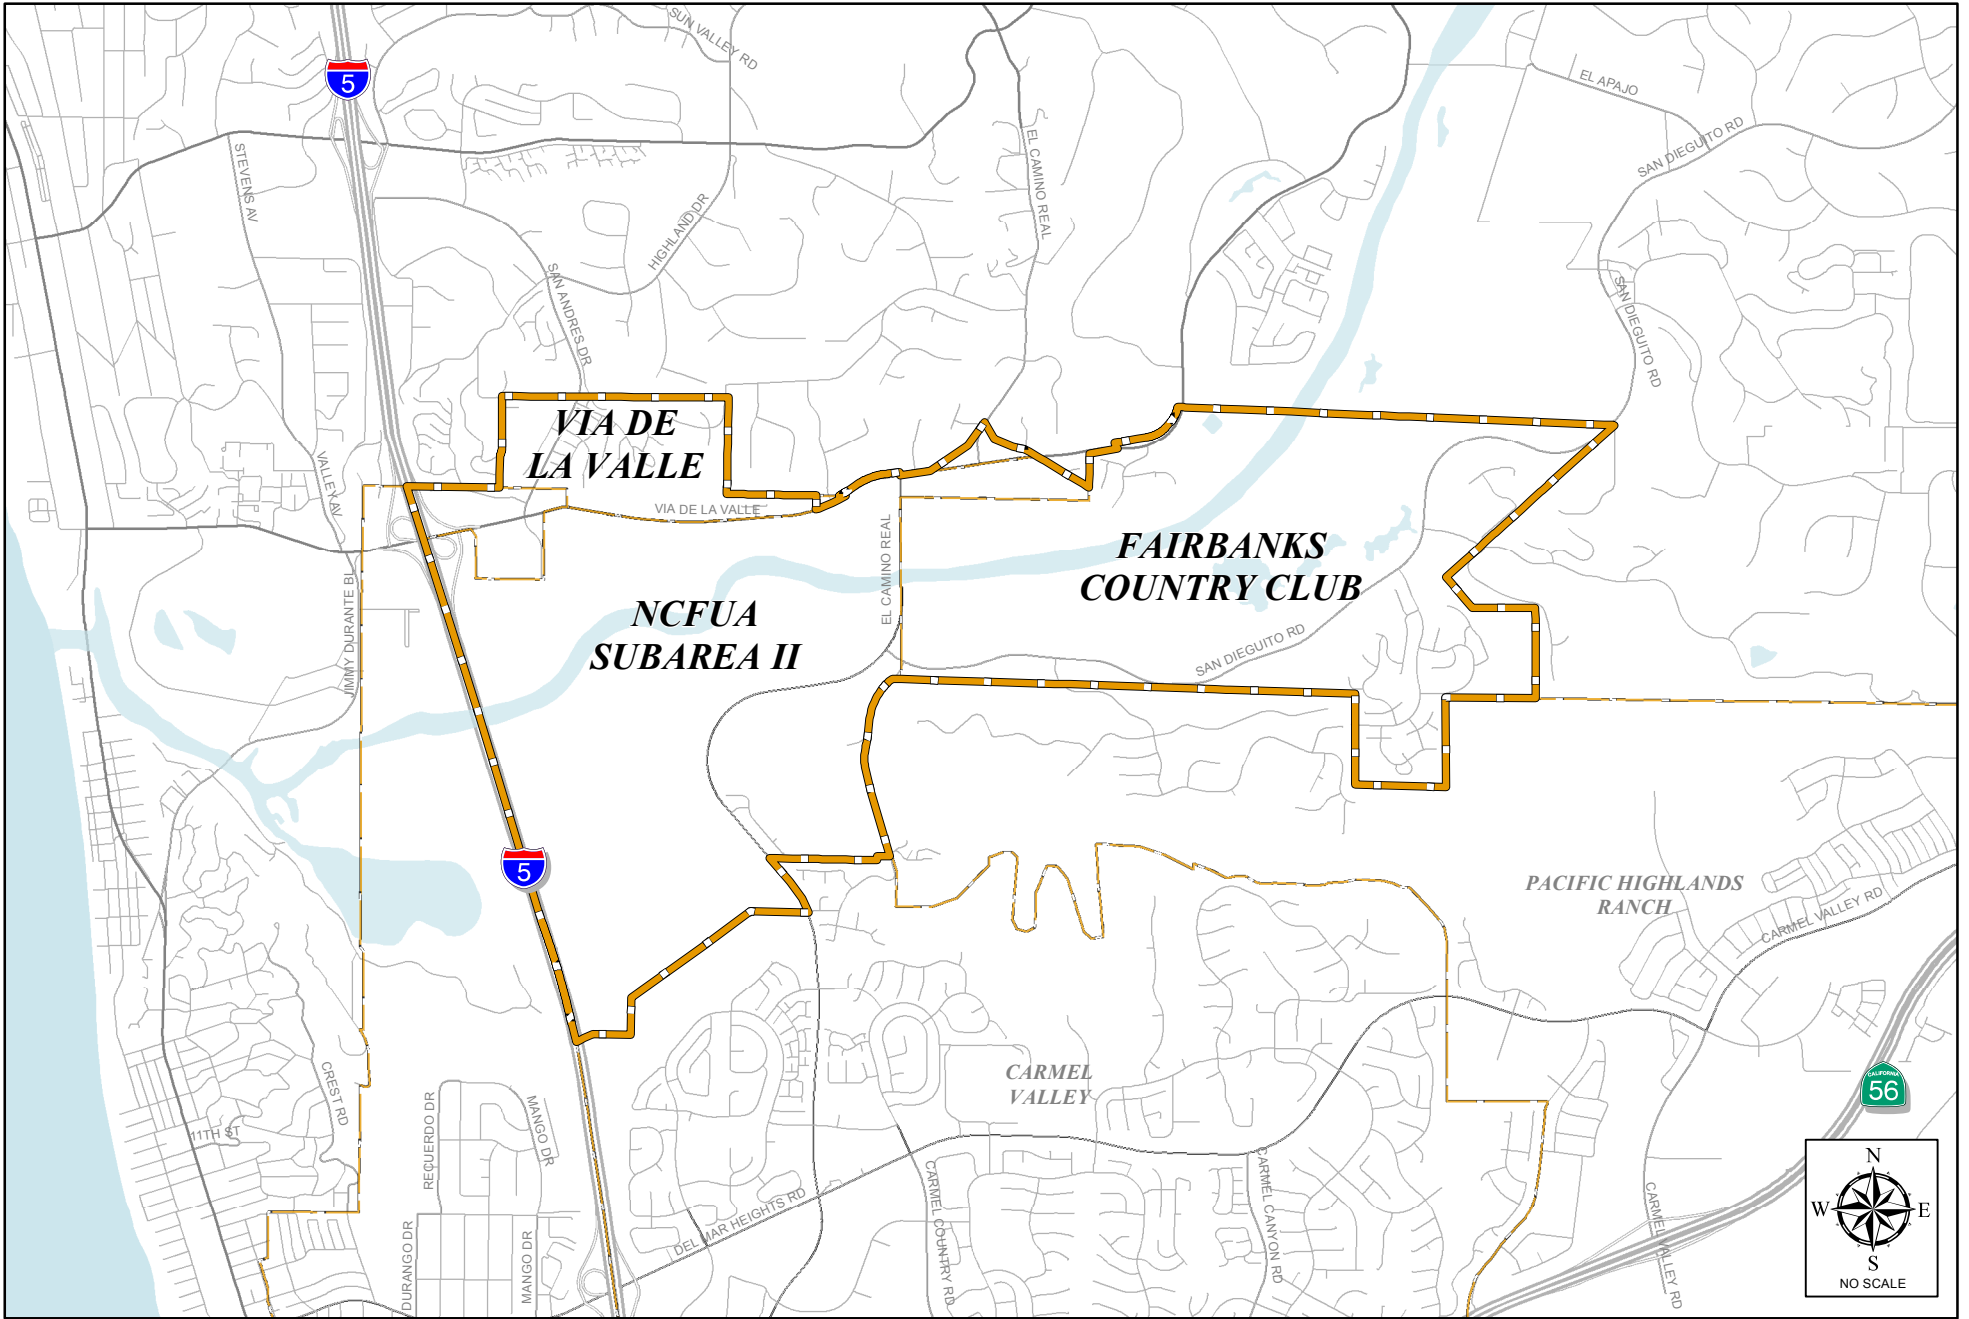 SUN VALLEY RD
5
EL APAJO
SAN DIEGUITO RD
STEVENS AV
EL CAMINO REAL
HIGHLAND DR
SAN ANDRES DR
SAN DIEGUITO RD
VIA DE
LA VALLE
VALLEY AV
VIA DE LA VALLE
EL CAMINO REAL
FAIRBANKS
COUNTRY CLUB
JIMMY DURANTE BL
NCFUA
SUBAREA II
SAN DIEGUITO RD
5
PACIFIC HIGHLANDS
RANCH
CARMEL VALLEY RD
CREST RD
CARMEL
VALLEY
CALIFORNIA
56
11TH ST
RECUERDO DR
MANGO DR
DEL MAR HEIGHTS RD
CARMEL COUNTRY RD
CARMEL CANYON RD
CARMEL VALLEY RD
DURANGO DR
MANGO DR
N
W E
S
NO SCALE